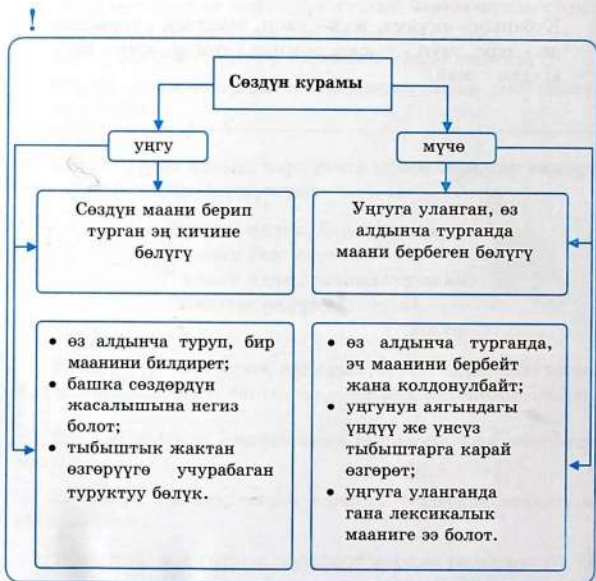 !
Сөздүн курамы
уңгу
мүчө
Сөздүн маани берип
турган эң кичине
бөлүгү
Уңгуга уланган, өз
алдынча турганда
маани бербеген бөлүгү
• өз алдынча туруп, бир
маанини билдирет;
• башка сөздөрдүн
жасалышына негиз
болот;
• тыбыштык жактан
өзгөрүүгө учурабаган
туруктуу бөлүк.
• өз алдынча турганда,
эч маанини бербейт
жана колдонулбайт;
• уңгунун аягындагы
үндүү же үнсүз
тыбыштарга карай
өзгөрөт;
• уңгуга уланганда
гана лексикалык
мааниге ээ болот.